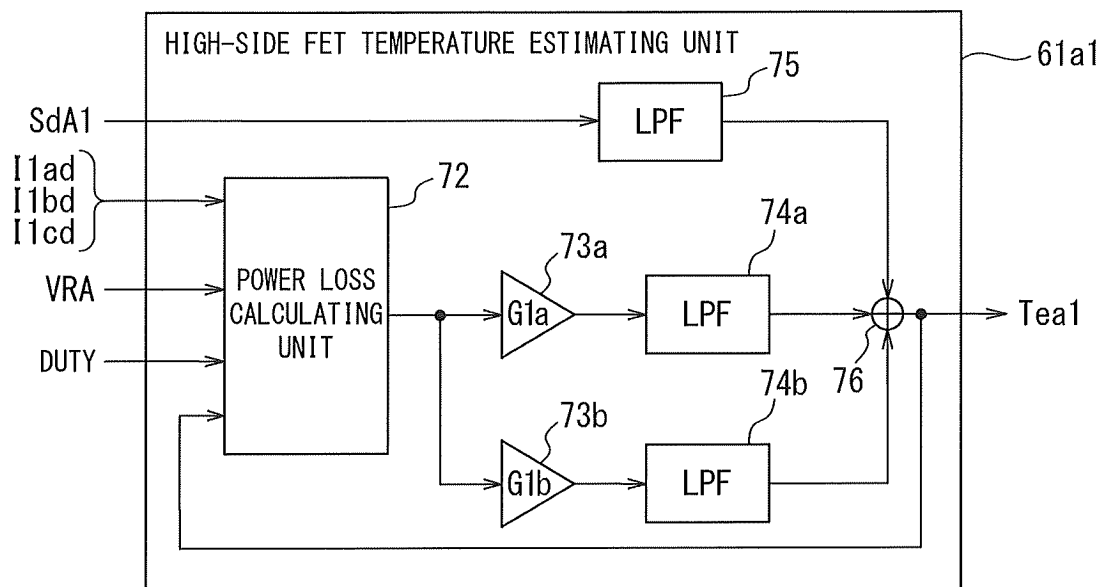 HIGH-SIDE FET TEMPERATURE ESTIMATING UNIT
61a1
75
SdA1
LPF
I1ad
I1bd
I1cd
72
74a
73a
VRA
POWER LOSS
CALCULATING
UNIT
G1a
LPF
Tea1
DUTY
76
74b
73b
G1b
LPF